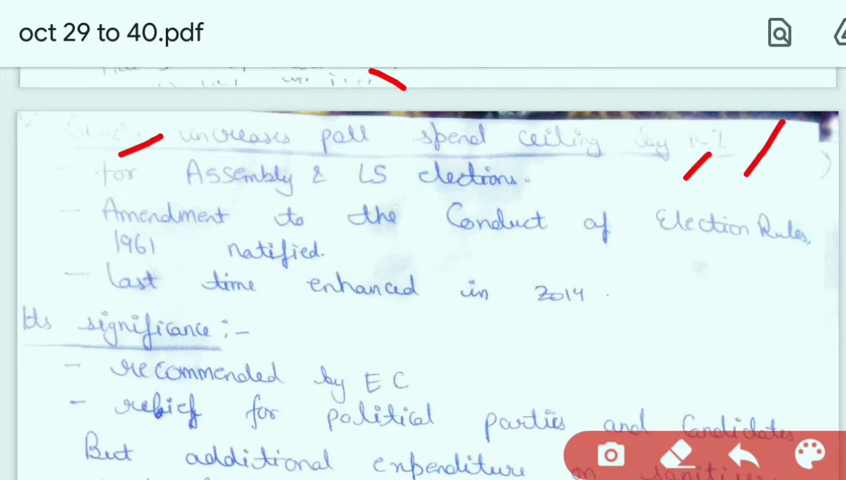 oct 29 to 40.pdf
increases poll spend ceiling by
for Assembly & LS elections.
- Amendment to the Conduct of Election Rules,
1961 notified.
- last time enhanced in 2014.
Its significance :-
- recommended by EC
- relief for political parties and candidates
But additional expenditure on